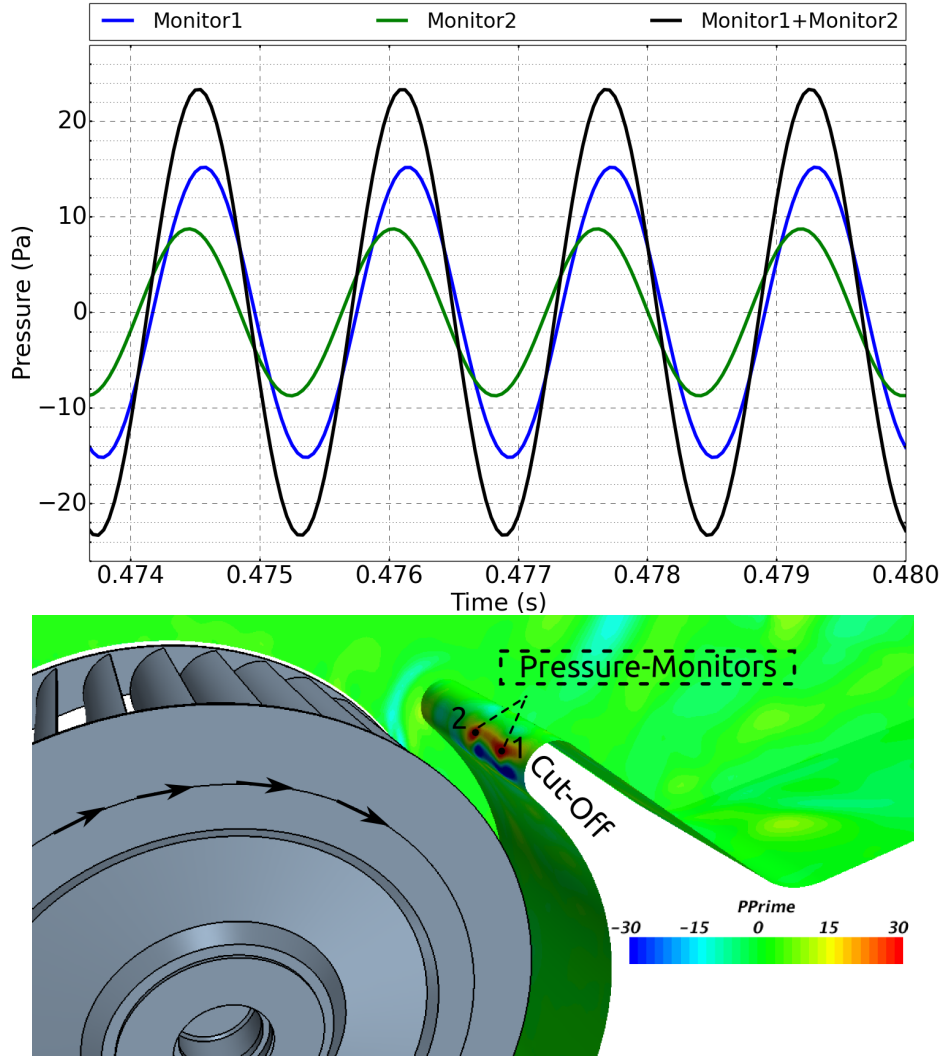 Monitor1 Monitor2 Monitor1+Monitor2
20
10
0
−10
−20
Pressure (Pa)
0.474 0.475 0.476 0.477 0.478 0.479 0.480
Time (s)
Pressure-Monitors
2
1
Cut-Off
PPrime
-30 -15 0 15 30